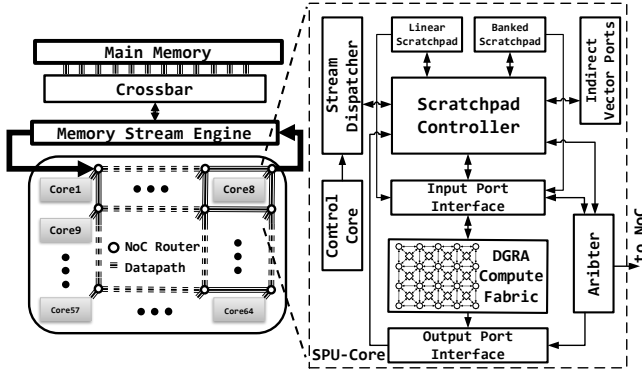 Main Memory
Crossbar
Memory Stream Engine
Core1
Core8
Core9
NoC Router
Datapath
Core57
Core64
Linear
Scratchpad
Banked
Scratchpad
Stream
Dispatcher
Scratchpad
Controller
Indirect
Vector Ports
Control
Core
Input Port
Interface
DGRA
Compute
Fabric
Aribter
to NoC
Output Port
Interface
SPU-Core